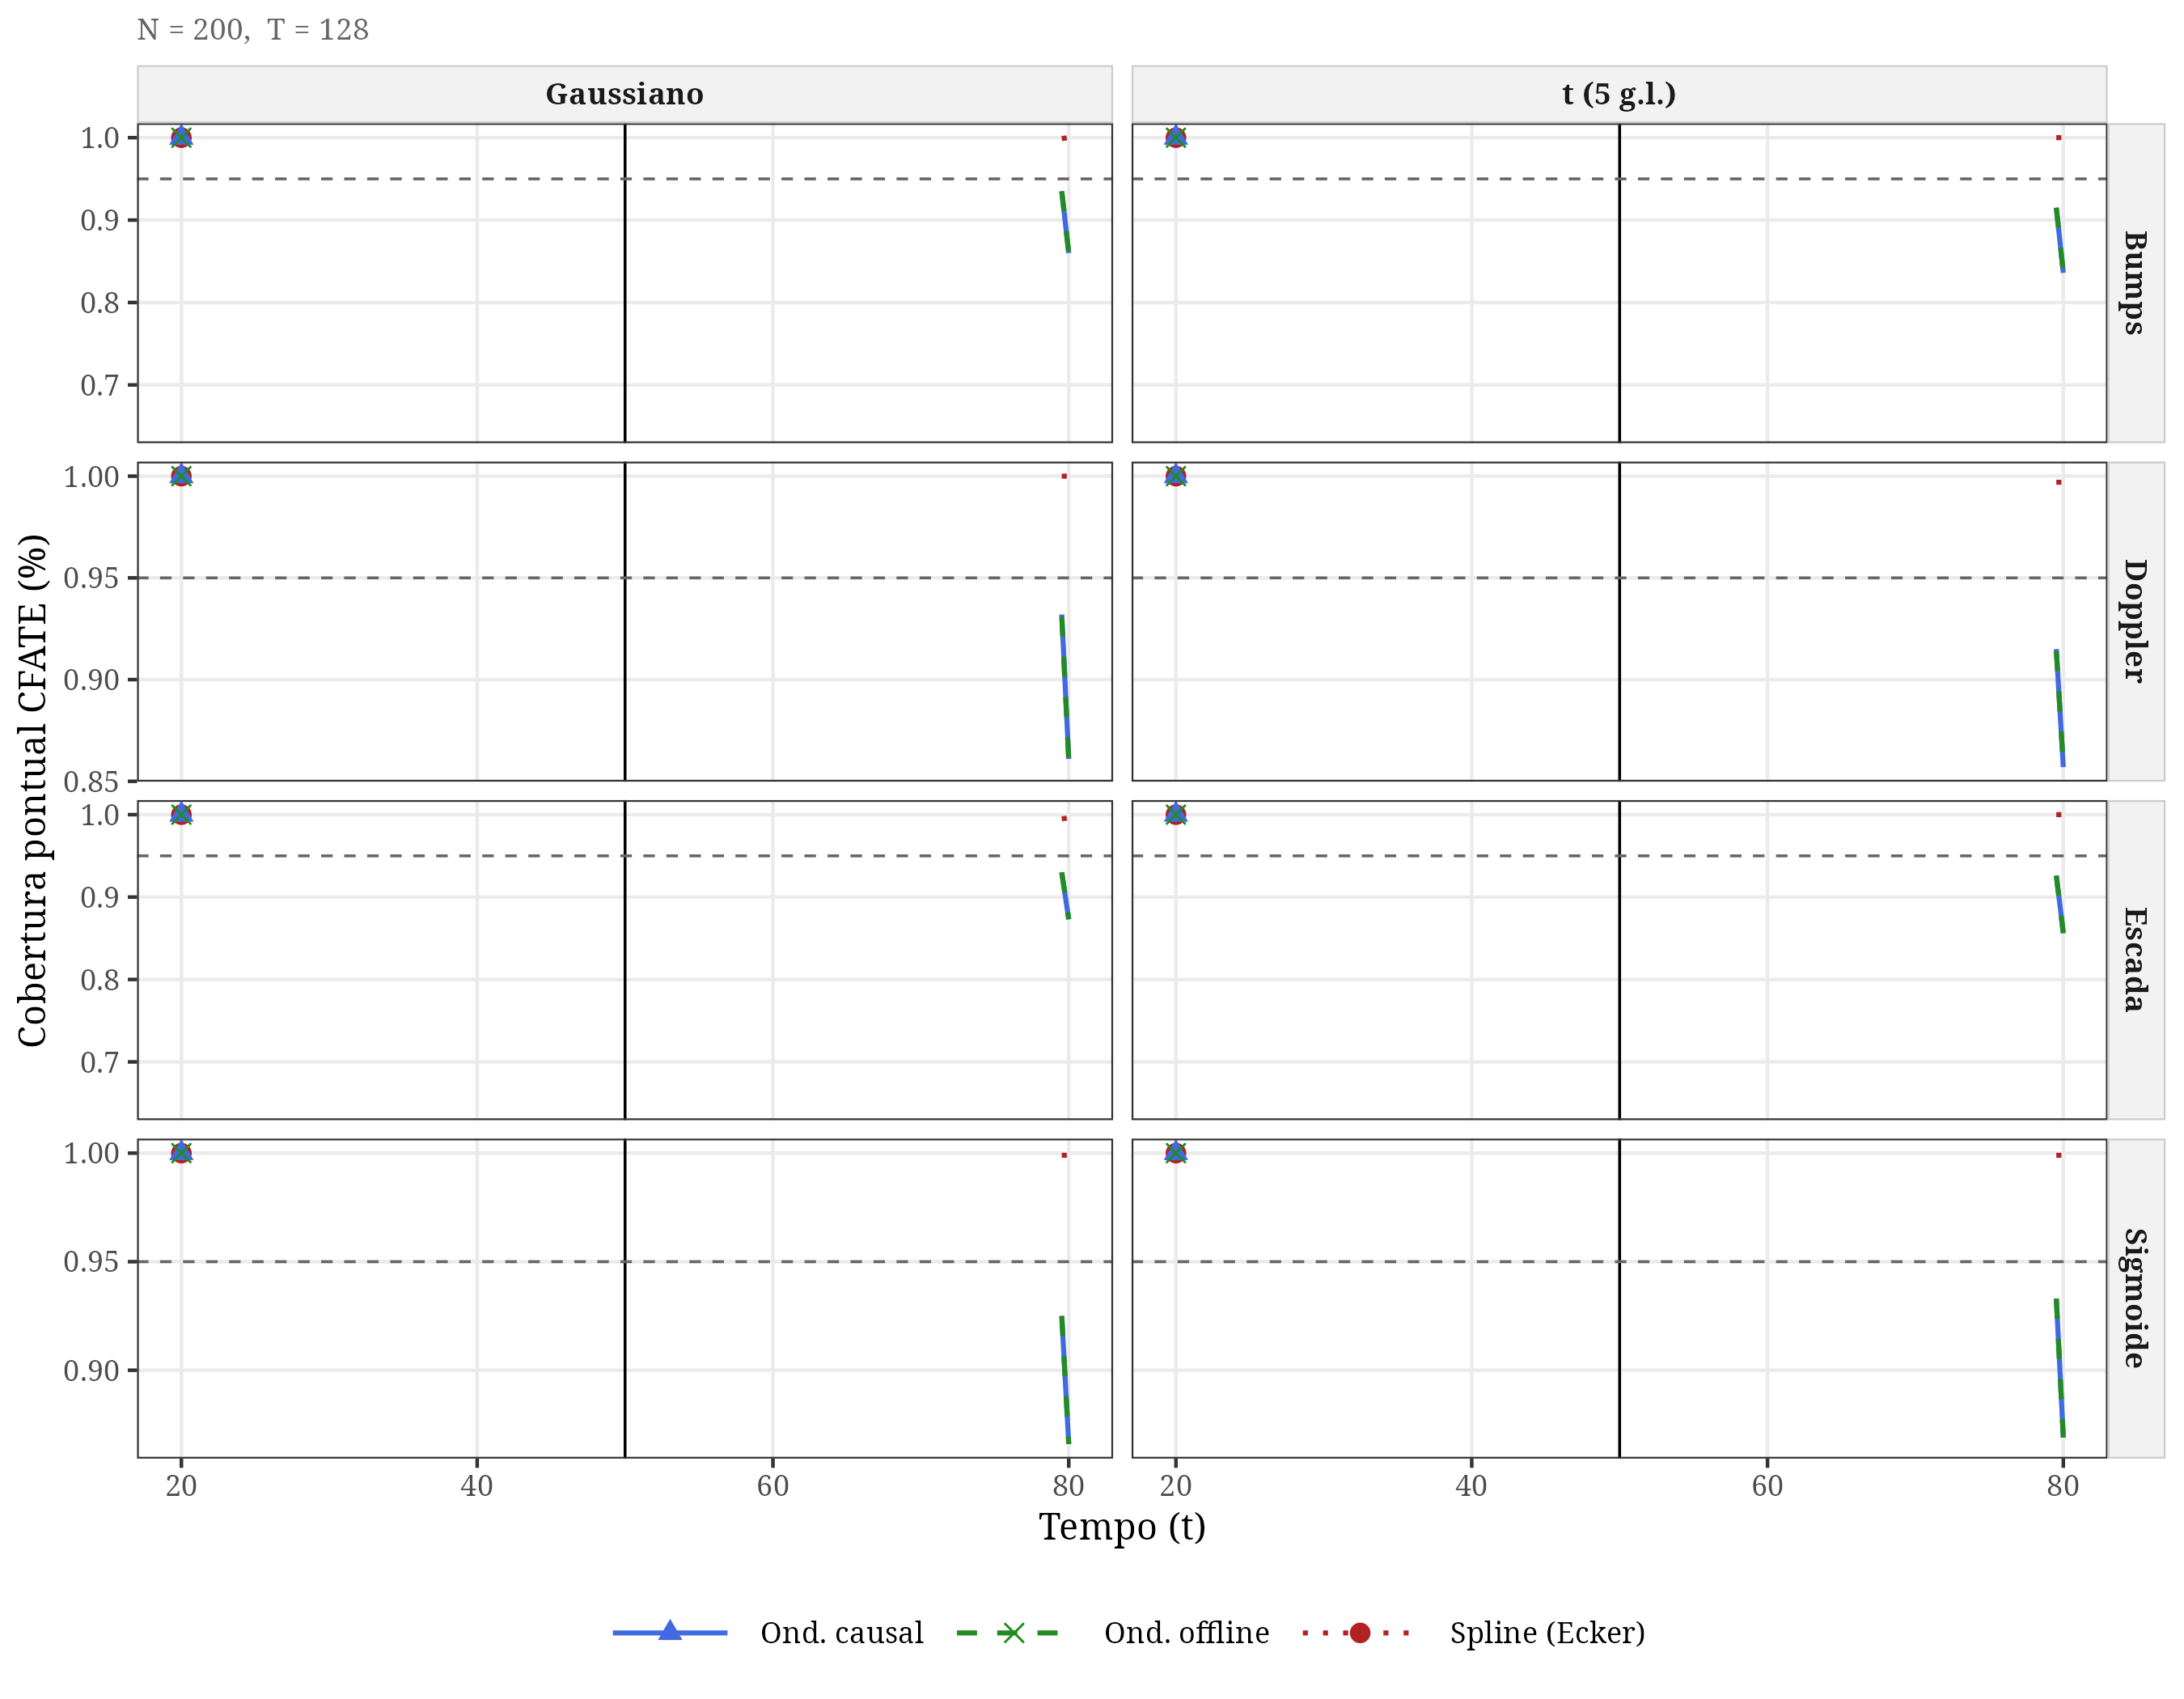 N = 200,  T = 128
Gaussiano
t (5 g.l.)
1.0
0.9
0.8
0.7
Bumps
1.00
0.95
0.90
0.85
Doppler
1.0
0.9
0.8
0.7
Escada
1.00
0.95
0.90
Sigmoide
Cobertura pontual CFATE (%)
20 40 60 80 20 40 60 80
Tempo (t)
Ond. causal Ond. offline Spline (Ecker)